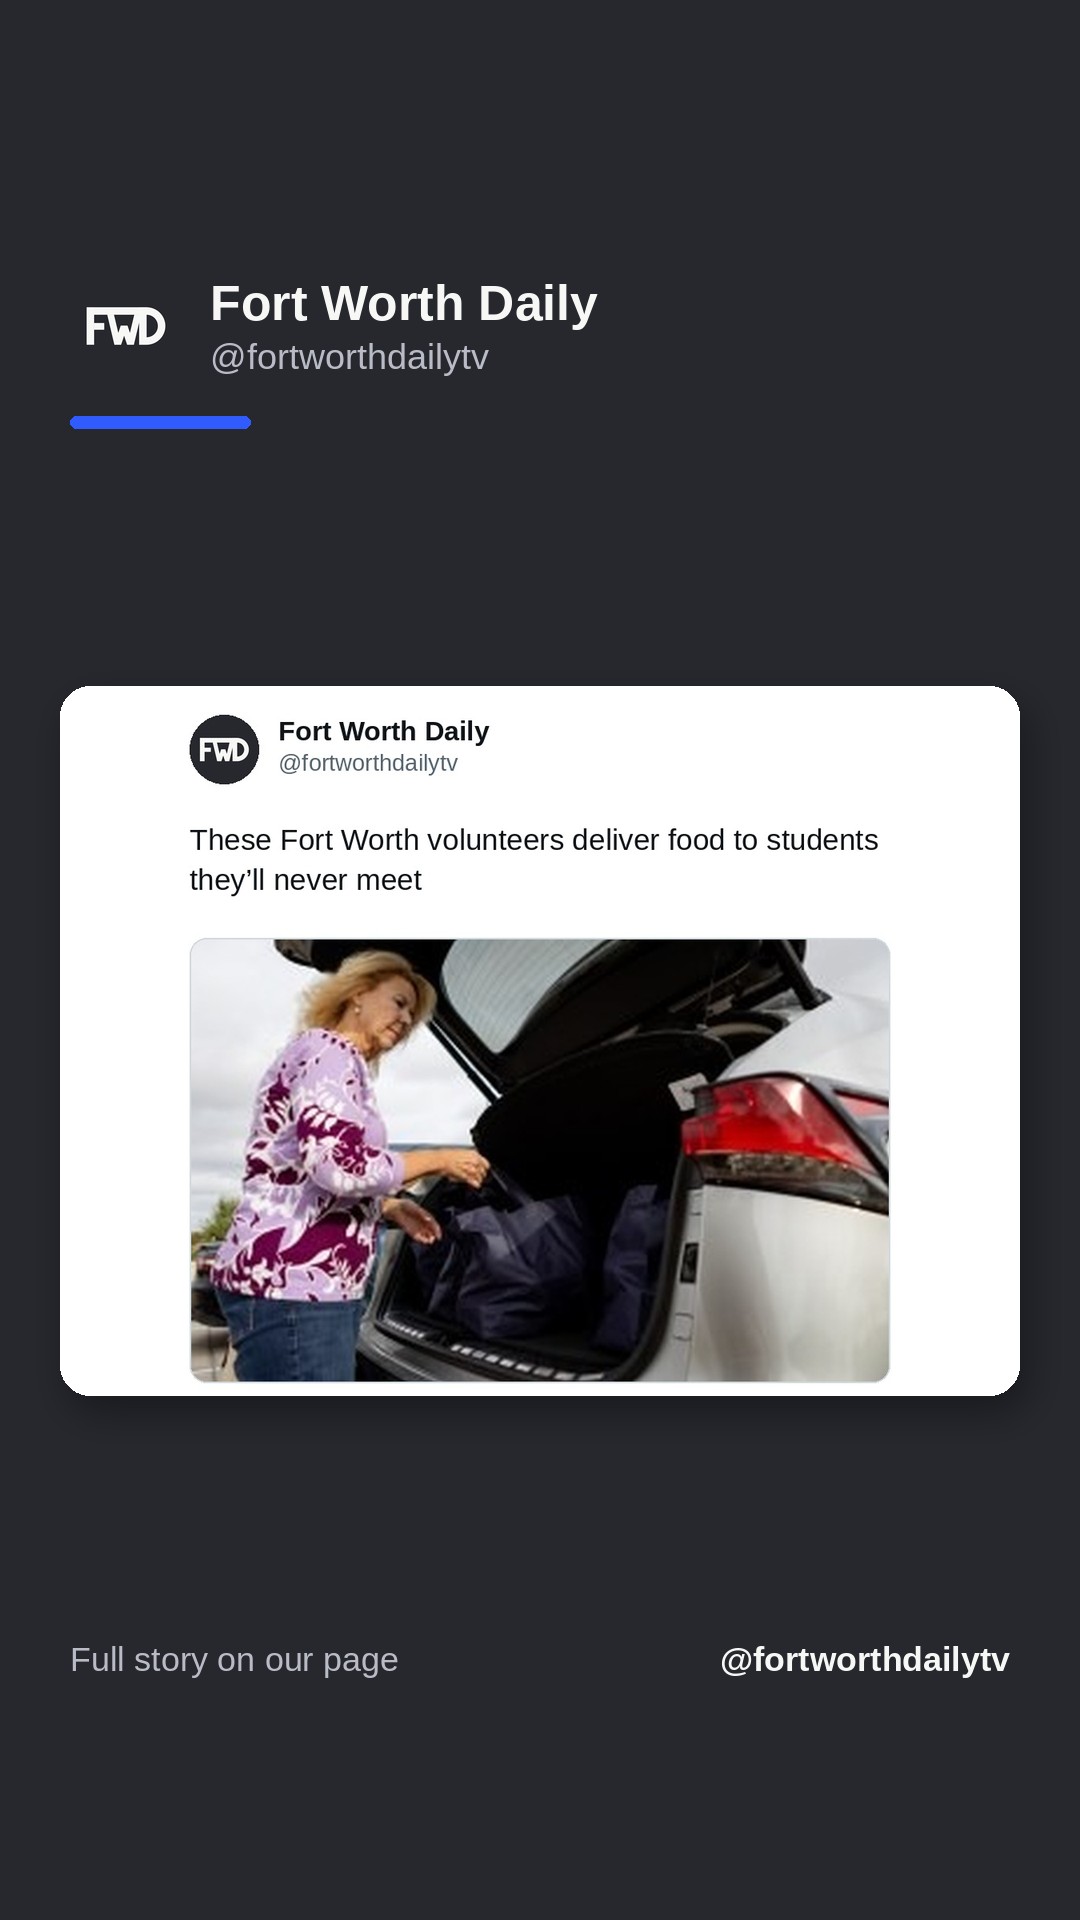 FWD
Fort Worth Daily
@fortworthdailytv
FWD
Fort Worth Daily
@fortworthdailytv
These Fort Worth volunteers deliver food to students
they’ll never meet
Full story on our page
@fortworthdailytv